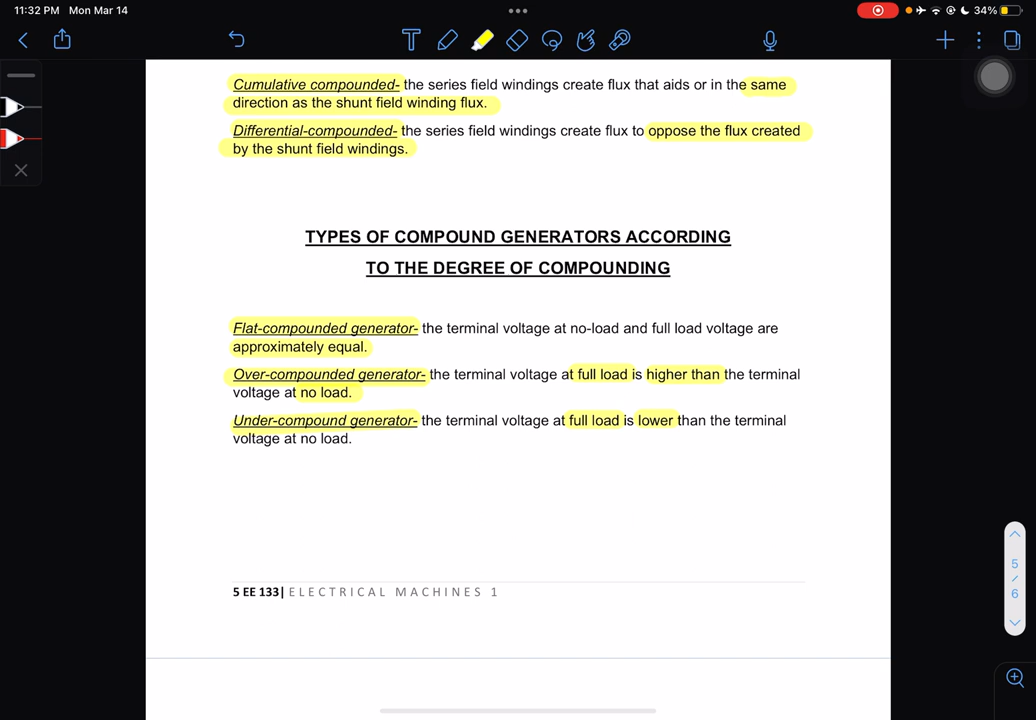 11:32 PM Mon Mar 14
34%
Cumulative compounded- the series field windings create flux that aids or in the same
direction as the shunt field winding flux.
Differential-compounded- the series field windings create flux to oppose the flux created
by the shunt field windings.
TYPES OF COMPOUND GENERATORS ACCORDING
TO THE DEGREE OF COMPOUNDING
Flat-compounded generator- the terminal voltage at no-load and full load voltage are
approximately equal.
Over-compounded generator- the terminal voltage at full load is higher than the terminal
voltage at no load.
Under-compound generator- the terminal voltage at full load is lower than the terminal
voltage at no load.
5
/
6
5 EE 133| ELECTRICAL MACHINES 1